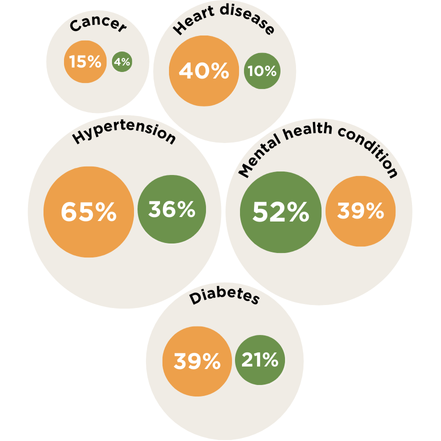 Cancer
15% 4%
Heart disease
40% 10%
Hypertension
65% 36%
Mental health condition
52% 39%
Diabetes
39% 21%